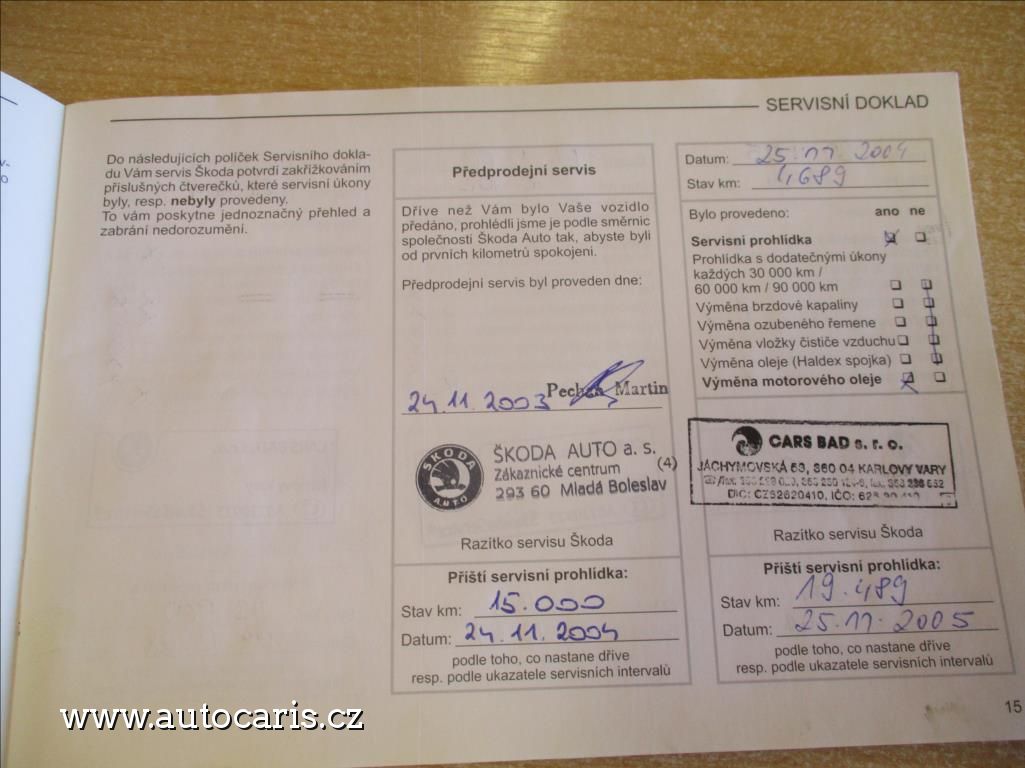 SERVISNÍ DOKLAD
Do následujících políček Servisního dokla-
du Vám servis Škoda potvrdí zakřížkováním
příslušných čtverečků, které servisní úkony
byly, resp. nebyly provedeny.
To vám poskytne jednoznačný přehled a
zabrání nedorozumění.
Předprodejní servis
Dříve než Vám bylo Vaše vozidlo
předáno, prohlédli jsme je podle směrnic
společnosti Škoda Auto tak, abyste byli
od prvních kilometrů spokojeni.
Předprodejní servis byl proveden dne:
Martin
24.11.2003
ŠKODA AUTO
ŠKODA AUTO a. s.
Zákaznické centrum (4)
293 60 Mladá Boleslav
Razítko servisu Škoda
Příští servisní prohlídka:
Stav km: 15.000
Datum: 24.11.2004
podle toho, co nastane dříve
resp. podle ukazatele servisních intervalů
Datum: 25.11.2004
Stav km: 4,689
Bylo provedeno: ano ne
Servisní prohlídka
Prohlídka s dodatečnými úkony
každých 30 000 km /
60 000 km / 90 000 km
Výměna brzdové kapaliny
Výměna ozubeného řemene
Výměna vložky čističe vzduchu
Výměna oleje (Haldex spojka)
Výměna motorového oleje
CARS BAD s. r. o.
JÁCHYMOVSKÁ 53, 360 04 KARLOVY VARY
DIČ: CZ62620410, IČO:
Razítko servisu Škoda
Příští servisní prohlídka:
Stav km: 19.489
Datum: 25.11.2005
podle toho, co nastane dříve
resp. podle ukazatele servisních intervalů
15
www.autocaris.cz